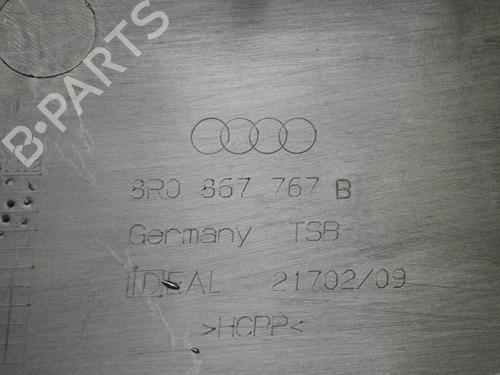 B·PARTS
8R0 867 767 B
Germany TSB
iDEAL 21702/09
>HCPP<